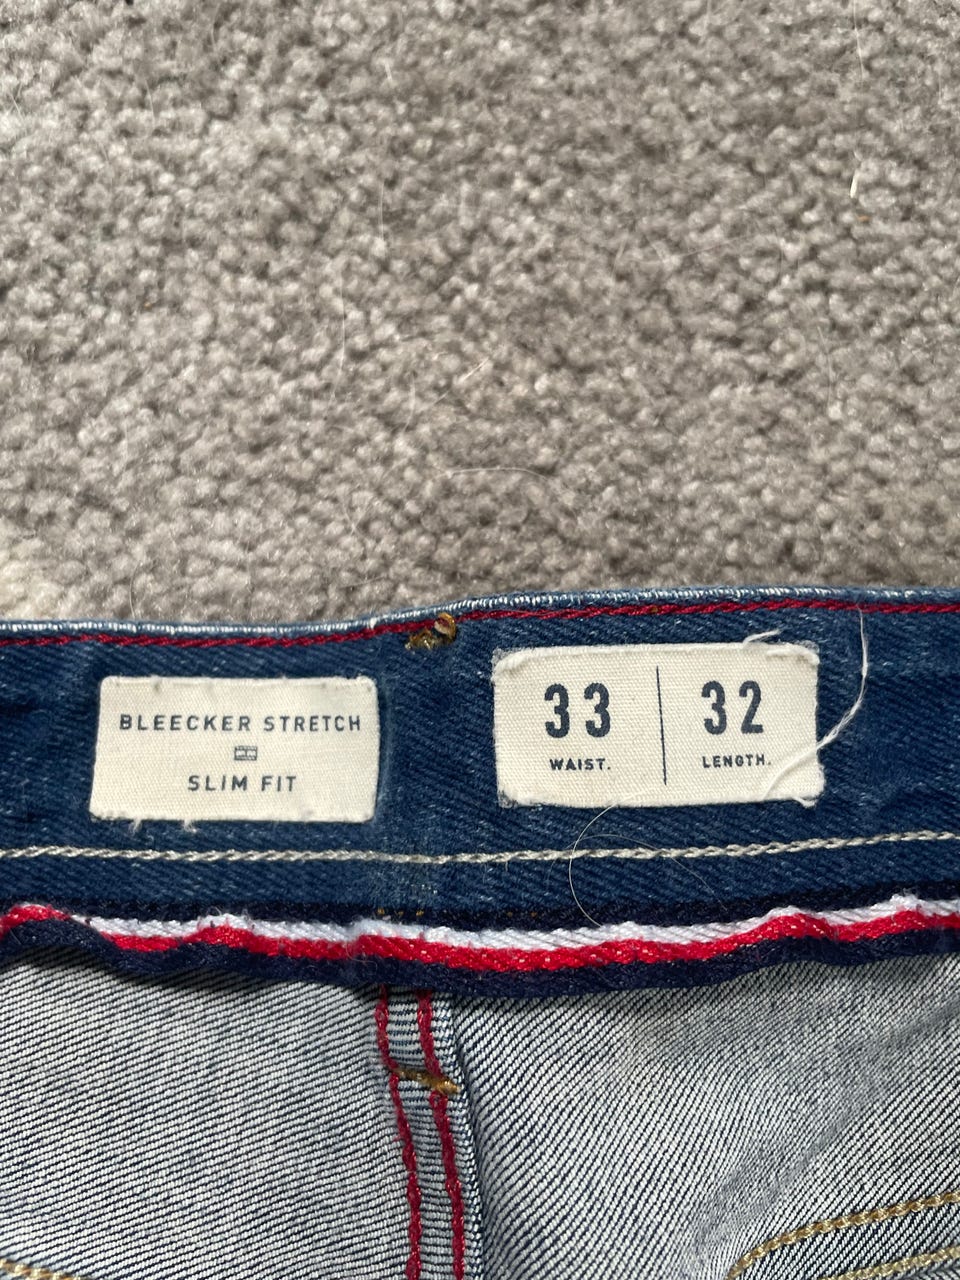 BLEECKER STRETCH
SLIM FIT
33 32
WAIST. LENGTH.